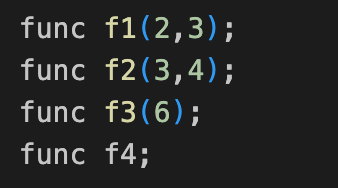 func f1(2,3);
func f2(3,4);
func f3(6);
func f4;